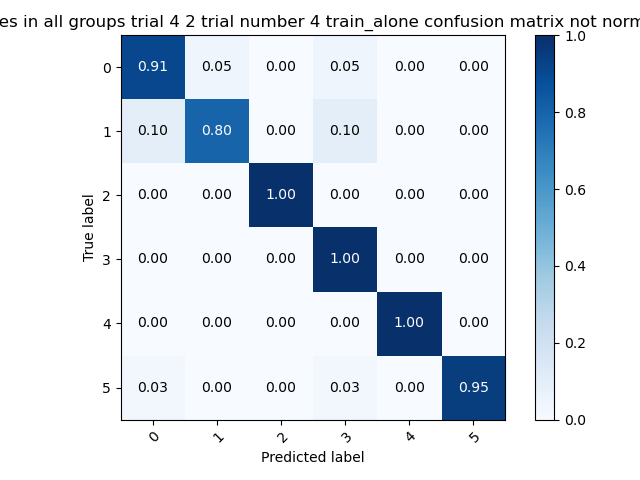 in all groups trial 4 2 trial number 4 train_alone confusion matrix not
1.0
0 0.91 0.05 0.00 0.05 0.00 0.00
0.8
1 0.10 0.80 0.00 0.10 0.00 0.00
2 0.00 0.00 1.00 0.00 0.00 0.00
0.6
True label
3 0.00 0.00 0.00 1.00 0.00 0.00
0.4
4 0.00 0.00 0.00 0.00 1.00 0.00
0.2
5 0.03 0.00 0.00 0.03 0.00 0.95
0.0
0 1 2 3 4 5
Predicted label